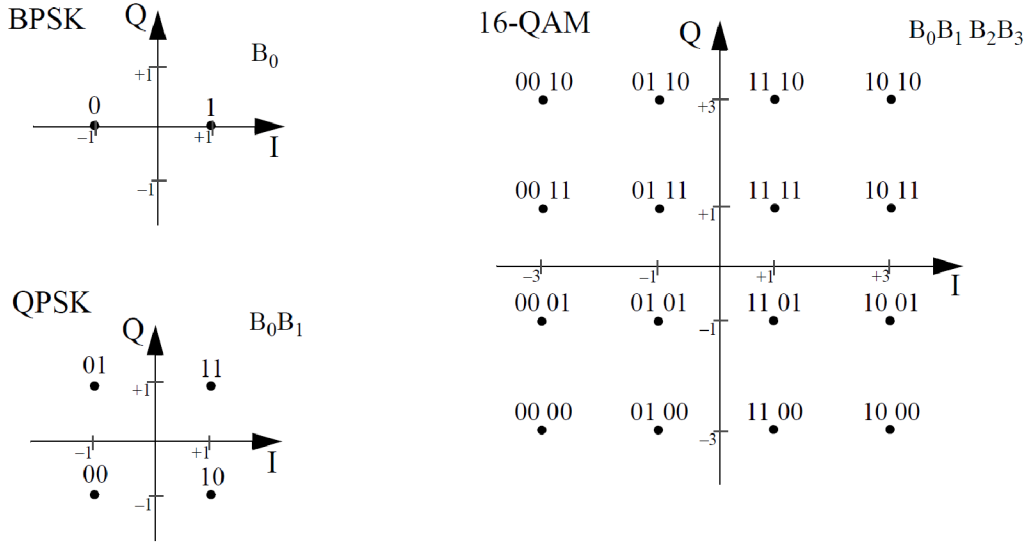 BPSK
Q
B0
+1
0 1
−1 +1
I
−1
QPSK
Q
B0B1
01 11
+1
−1 +1
I
00 10
−1
16-QAM
Q
B0B1 B2B3
00 10 01 10 11 10 10 10
+3
00 11 01 11 11 11 10 11
+1
−3 −1 +1 +3
I
00 01 01 01 11 01 10 01
−1
00 00 01 00 11 00 10 00
−3